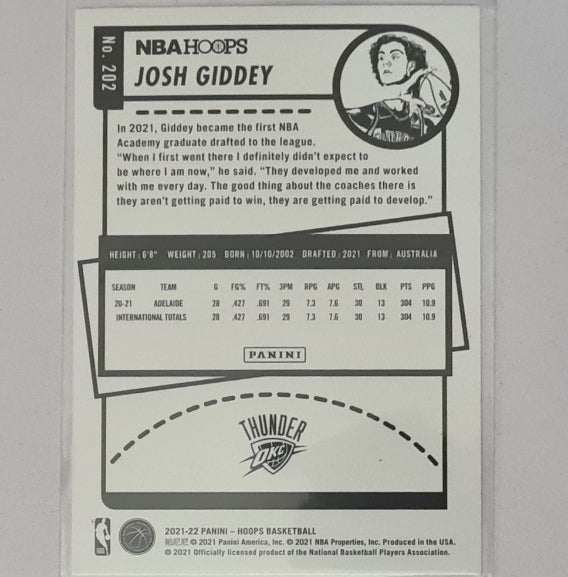 No. 202
NBA HOOPS
JOSH GIDDEY
In 2021, Giddey became the first NBA
Academy graduate drafted to the league.
"When I first went there I definitely didn't expect to
be where I am now," he said. "They developed me and worked
with me every day. The good thing about the coaches there is
they aren't getting paid to win, they are getting paid to develop."
HEIGHT: 6'8" WEIGHT: 205 BORN: 10/10/2002 DRAFTED: 2021 FROM: AUSTRALIA
SEASON TEAM G FG% FT% 3PM RPG APG STL BLK PTS PPG
20-21 ADELAIDE 28 .427 .691 29 7.3 7.6 30 13 304 10.9
INTERNATIONAL TOTALS 28 .427 .691 29 7.3 7.6 30 13 304 10.9
PANINI
THUNDER
OKC
2021-22 PANINI – HOOPS BASKETBALL
帕尼尼 © 2021 Panini America, Inc. © 2021 NBA Properties, Inc. Produced in the USA.
© 2021 Officially licensed product of the National Basketball Players Association.